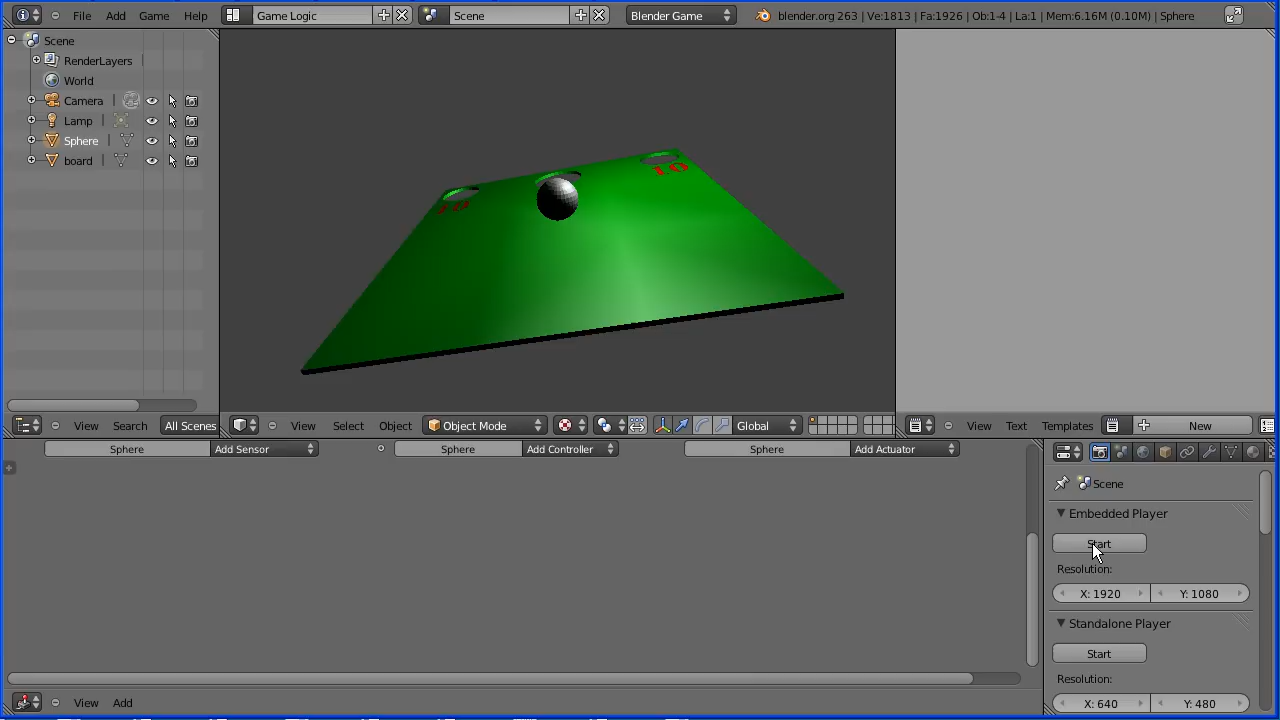 File Add Game Help Game Logic Scene Blender Game blender.org 263 | Ve:1813 | Fa:1926 | Ob:1-4 | La:1 | Mem:6.16M (0.10M) | Sphere
Scene
RenderLayers
World
Camera
Lamp
Sphere
board
10
10
View Search All Scenes View Select Object Object Mode Global View Text Templates New
Sphere Add Sensor Sphere Add Controller Sphere Add Actuator
Scene
Embedded Player
Start
Resolution:
X: 1920 Y: 1080
Standalone Player
Start
Resolution:
X: 640 Y: 480
View Add